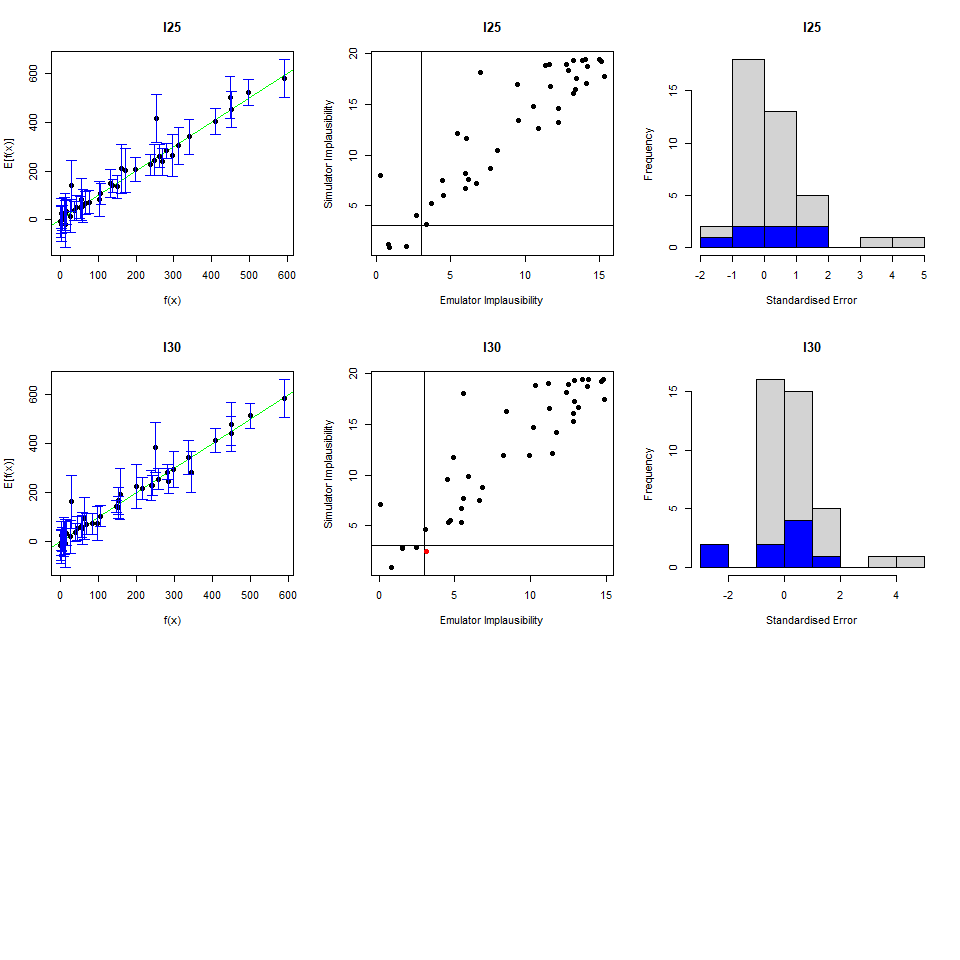 I25
E[f(x)]
600
400
200
0
0 100 200 300 400 500 600
f(x)
I25
Simulator Implausibility
20
15
10
5
0 5 10 15
Emulator Implausibility
I25
Frequency
15
10
5
0
-2 -1 0 1 2 3 4 5
Standardised Error
I30
E[f(x)]
600
400
200
0
0 100 200 300 400 500 600
f(x)
I30
Simulator Implausibility
20
15
10
5
0 5 10 15
Emulator Implausibility
I30
Frequency
15
10
5
0
-2 0 2 4
Standardised Error